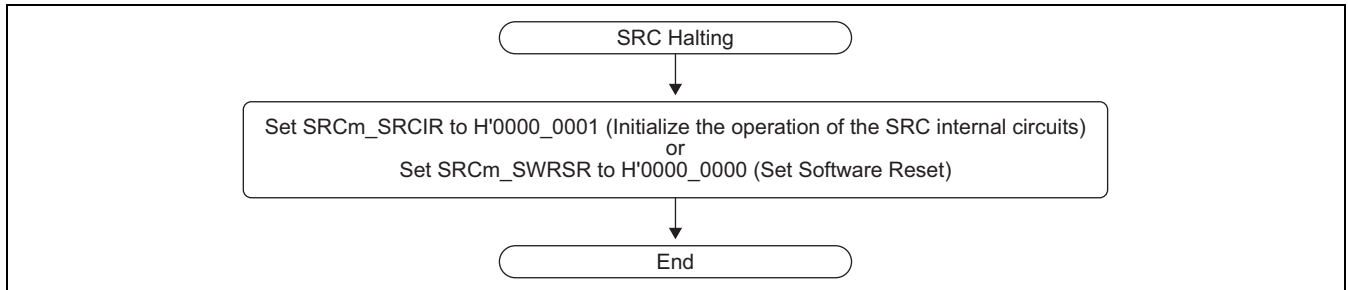 SRC Halting
Set SRCm_SRCIR to H'0000_0001 (Initialize the operation of the SRC internal circuits)
or
Set SRCm_SWRSR to H'0000_0000 (Set Software Reset)
End